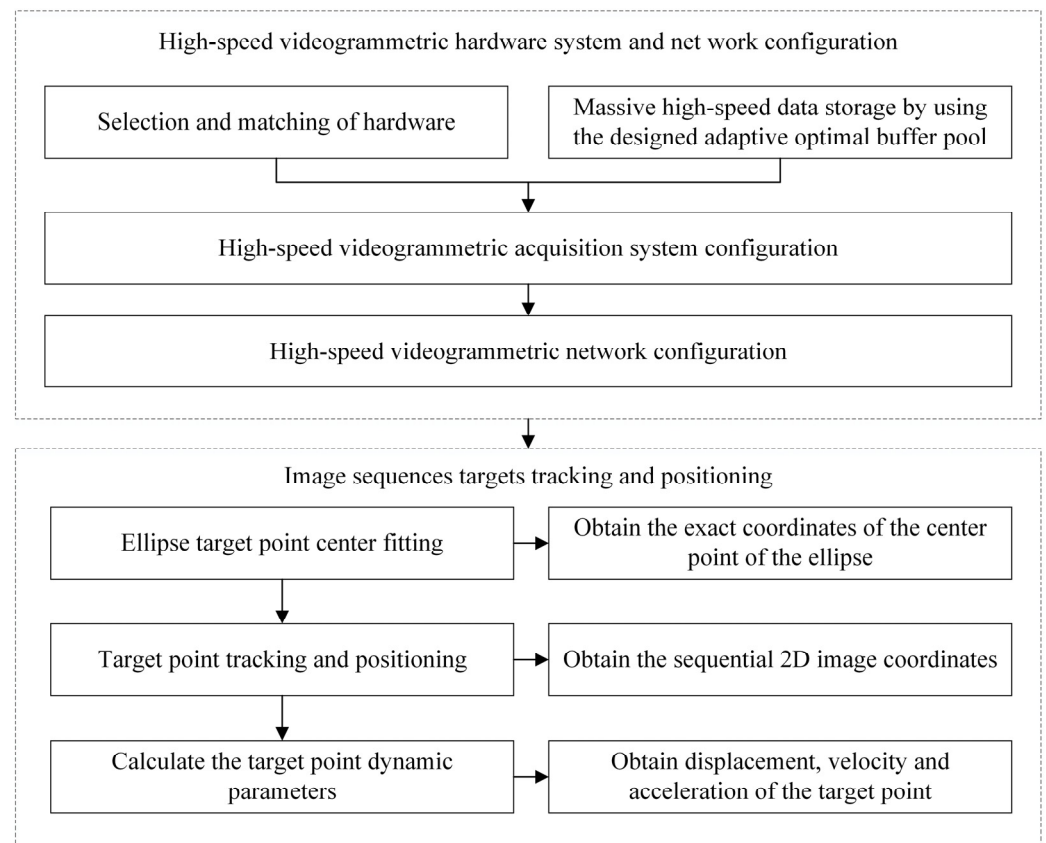 High-speed videogrammetric hardware system and net work configuration
Selection and matching of hardware
Massive high-speed data storage by using
the designed adaptive optimal buffer pool
High-speed videogrammetric acquisition system configuration
High-speed videogrammetric network configuration
Image sequences targets tracking and positioning
Ellipse target point center fitting
Obtain the exact coordinates of the center
point of the ellipse
Target point tracking and positioning
Obtain the sequential 2D image coordinates
Calculate the target point dynamic
parameters
Obtain displacement, velocity and
acceleration of the target point